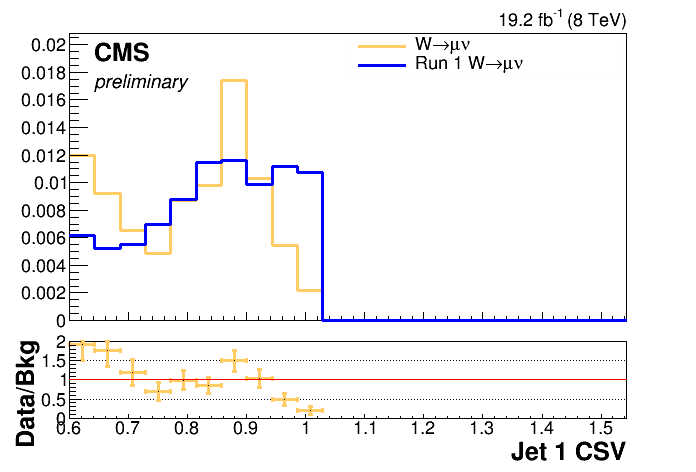 19.2 fb⁻¹ (8 TeV)
CMS
preliminary
W→μν
Run 1 W→μν
0.02
0.018
0.016
0.014
0.012
0.01
0.008
0.006
0.004
0.002
0
Data/Bkg
2
1.5
1
0.5
0
0.6 0.7 0.8 0.9 1 1.1 1.2 1.3 1.4 1.5
Jet 1 CSV